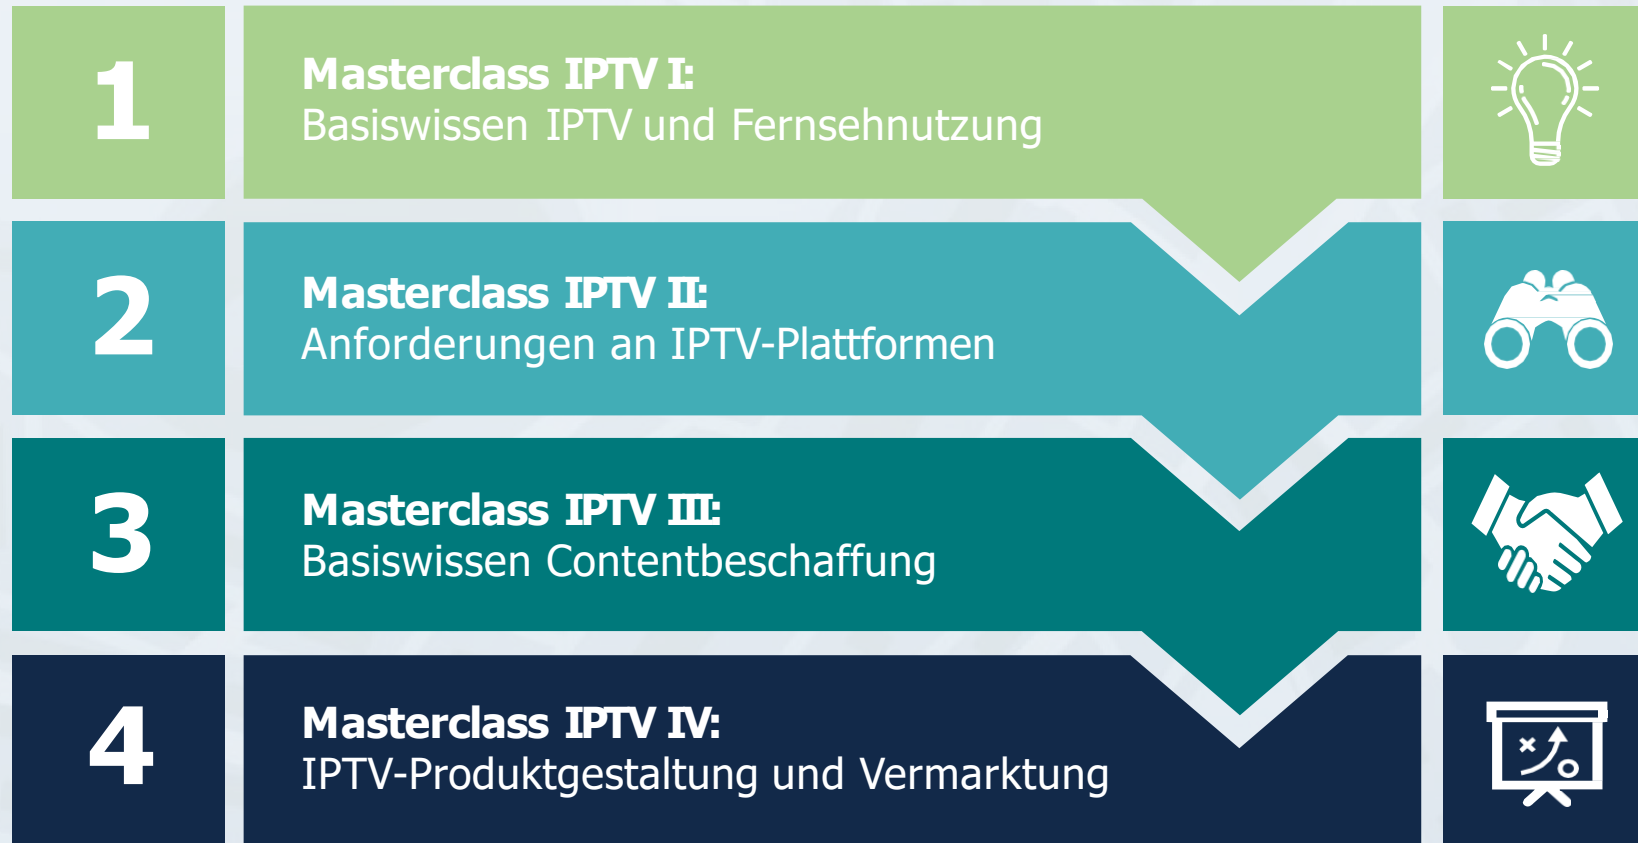 1
Masterclass IPTV I:
Basiswissen IPTV und Fernsehnutzung
2
Masterclass IPTV II:
Anforderungen an IPTV-Plattformen
3
Masterclass IPTV III:
Basiswissen Contentbeschaffung
4
Masterclass IPTV IV:
IPTV-Produktgestaltung und Vermarktung